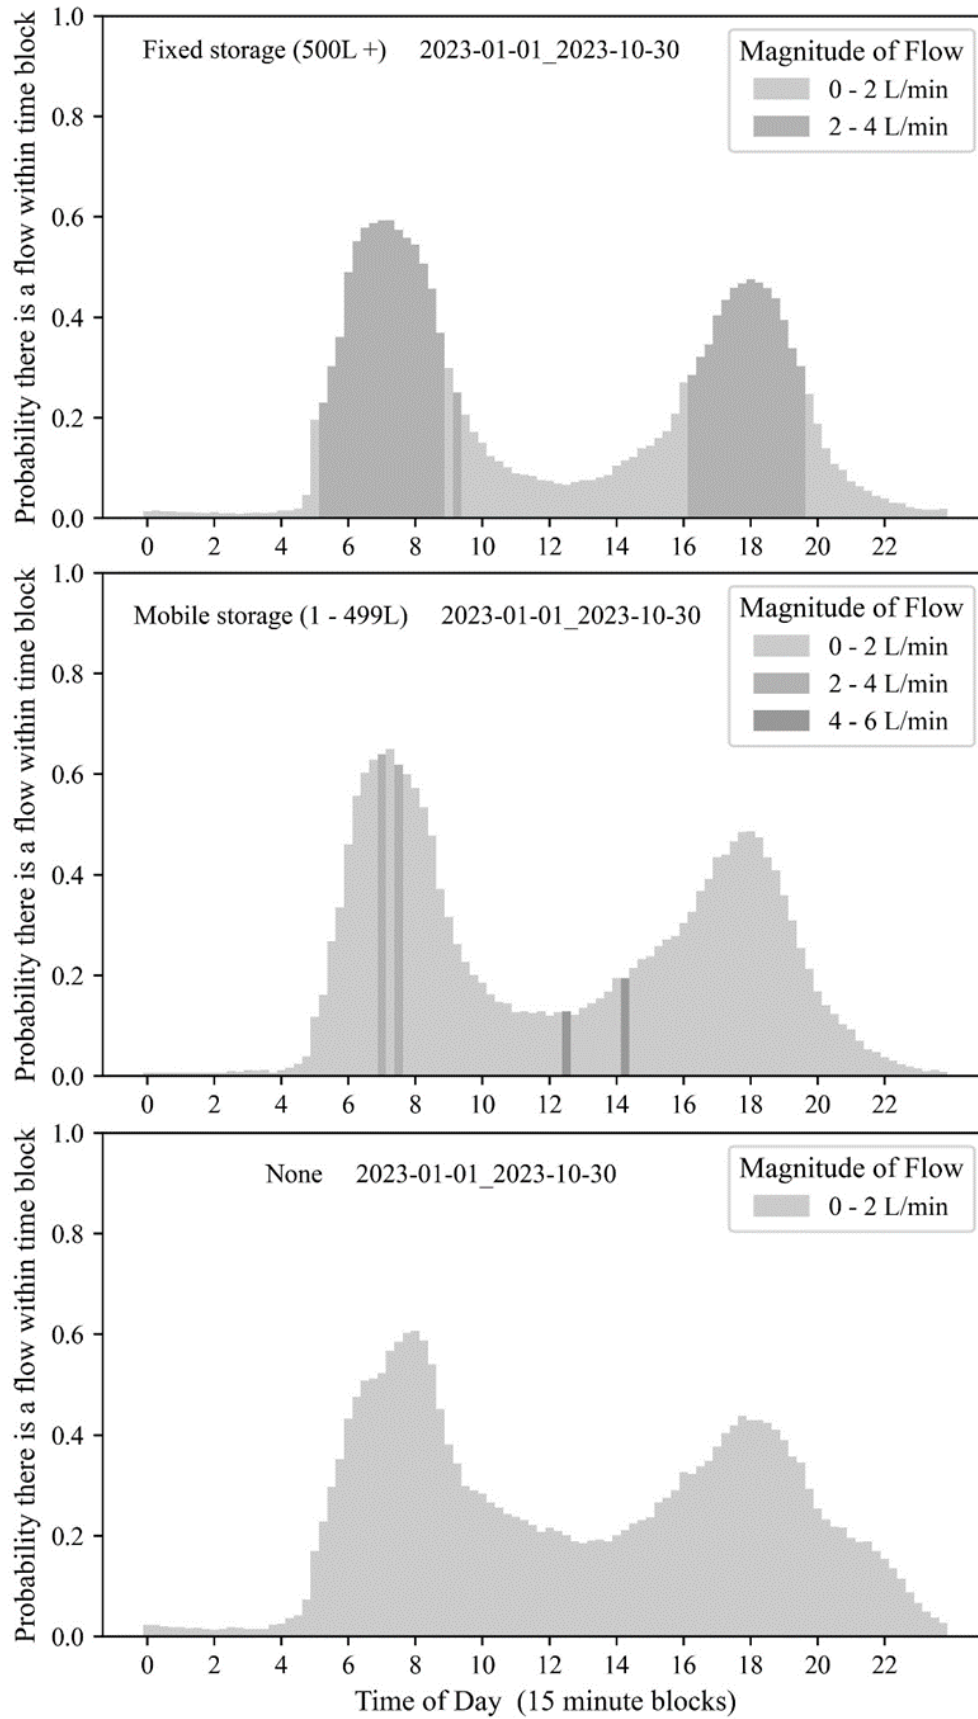 Probability there is a flow within time block
1.0
0.8
0.6
0.4
0.2
0.0
Fixed storage (500L +) 2023-01-01_2023-10-30
Magnitude of Flow
0 - 2 L/min
2 - 4 L/min
0 2 4 6 8 10 12 14 16 18 20 22
Probability there is a flow within time block
1.0
0.8
0.6
0.4
0.2
0.0
Mobile storage (1 - 499L) 2023-01-01_2023-10-30
Magnitude of Flow
0 - 2 L/min
2 - 4 L/min
4 - 6 L/min
0 2 4 6 8 10 12 14 16 18 20 22
Probability there is a flow within time block
1.0
0.8
0.6
0.4
0.2
0.0
None 2023-01-01_2023-10-30
Magnitude of Flow
0 - 2 L/min
0 2 4 6 8 10 12 14 16 18 20 22
Time of Day (15 minute blocks)